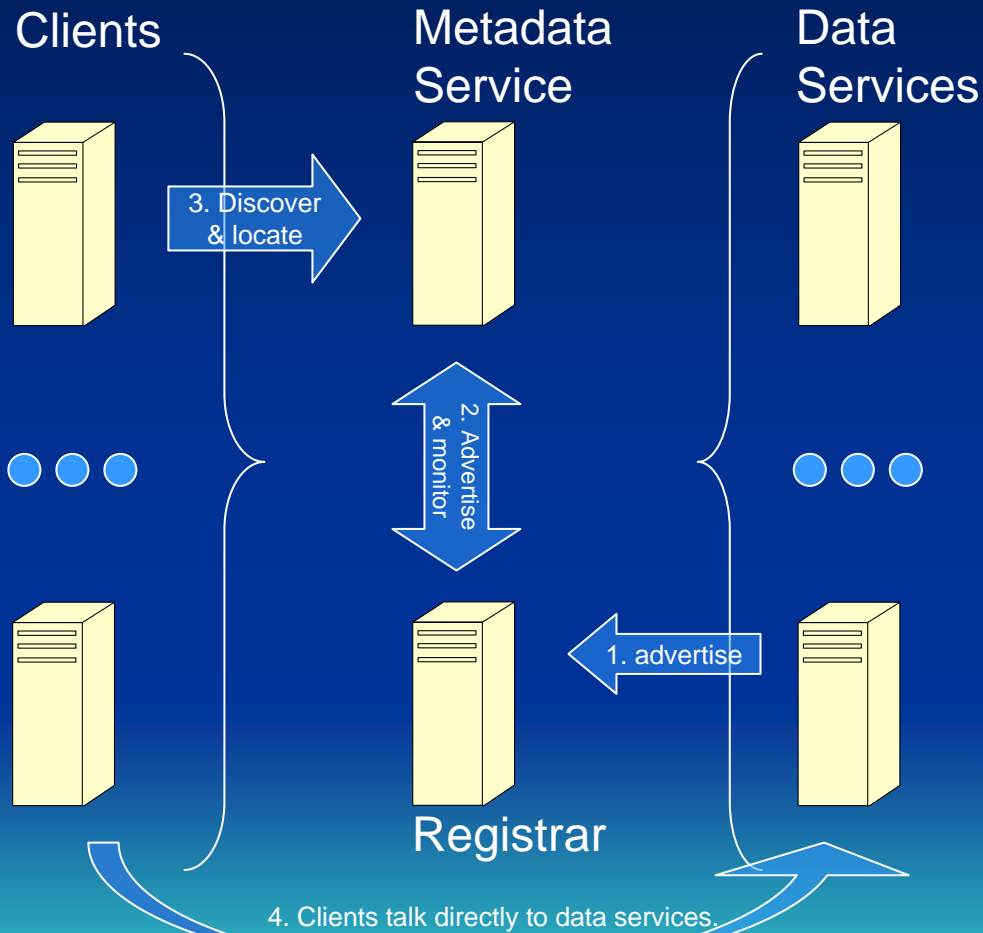 Clients
Metadata
Service
Data
Services
3. Discover
& locate
2. Advertise
& monitor
1. advertise
Registrar
4. Clients talk directly to data services.